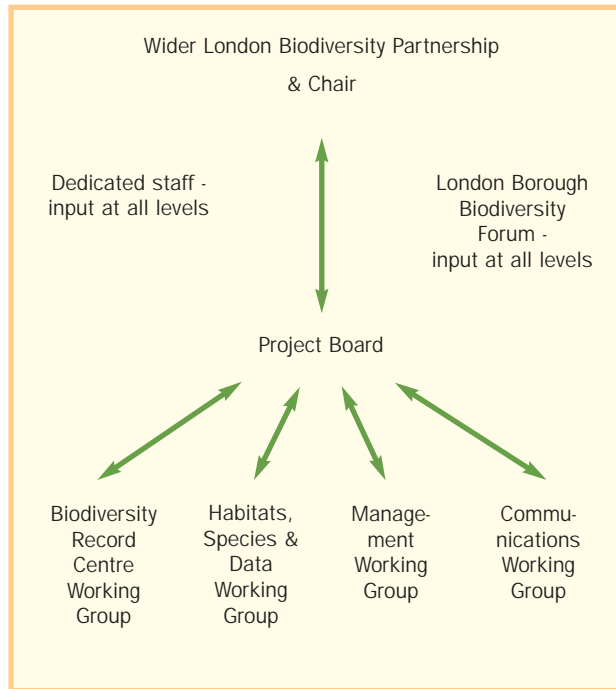 Wider London Biodiversity Partnership
& Chair
Dedicated staff -
input at all levels
London Borough
Biodiversity
Forum -
input at all levels
Project Board
Biodiversity
Record
Centre
Working
Group
Habitats,
Species &
Data
Working
Group
Manage-
ment
Working
Group
Commu-
nications
Working
Group